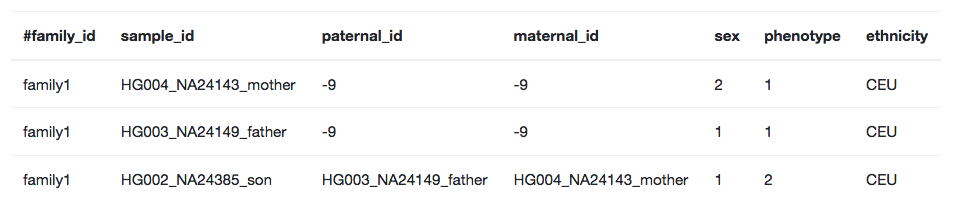 #family_id sample_id paternal_id maternal_id sex phenotype ethnicity
family1 HG004_NA24143_mother -9 -9 2 1 CEU
family1 HG003_NA24149_father -9 -9 1 1 CEU
family1 HG002_NA24385_son HG003_NA24149_father HG004_NA24143_mother 1 2 CEU